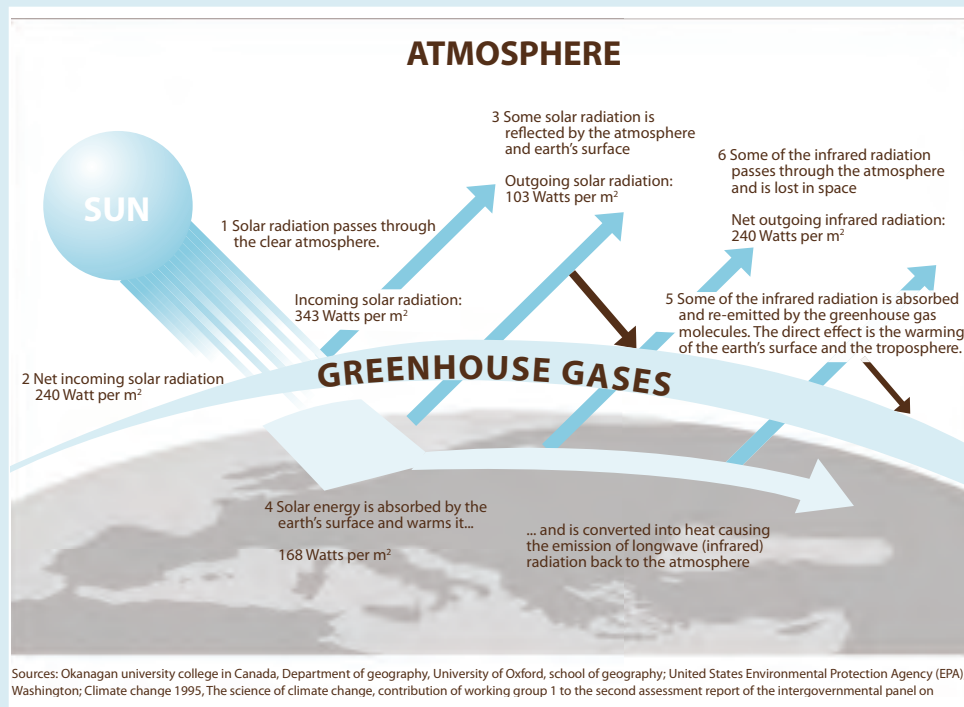 ATMOSPHERE
SUN
1 Solar radiation passes through
the clear atmosphere.
Incoming solar radiation:
343 Watts per m²
2 Net incoming solar radiation
240 Watt per m²
3 Some solar radiation is
reflected by the atmosphere
and earth's surface
Outgoing solar radiation:
103 Watts per m²
6 Some of the infrared radiation
passes through the atmosphere
and is lost in space
Net outgoing infrared radiation:
240 Watts per m²
5 Some of the infrared radiation is absorbed
and re-emitted by the greenhouse gas
molecules. The direct effect is the warming
of the earth's surface and the troposphere.
GREENHOUSE GASES
4 Solar energy is absorbed by the
earth's surface and warms it...
168 Watts per m²
... and is converted into heat causing
the emission of longwave (infrared)
radiation back to the atmosphere
Sources: Okanagan university college in Canada, Department of geography, University of Oxford, school of geography; United States Environmental Protection Agency (EPA)
Washington; Climate change 1995, The science of climate change, contribution of working group 1 to the second assessment report of the intergovernmental panel on